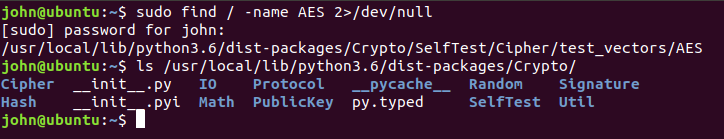 john@ubuntu:~$ sudo find / -name AES 2>/dev/null
[sudo] password for john:
/usr/local/lib/python3.6/dist-packages/Crypto/SelfTest/Cipher/test_vectors/AES
john@ubuntu:~$ ls /usr/local/lib/python3.6/dist-packages/Crypto/
Cipher  __init__.py   IO    Protocol   __pycache__  Random    Signature
Hash    __init__.pyi  Math  PublicKey  py.typed     SelfTest  Util
john@ubuntu:~$